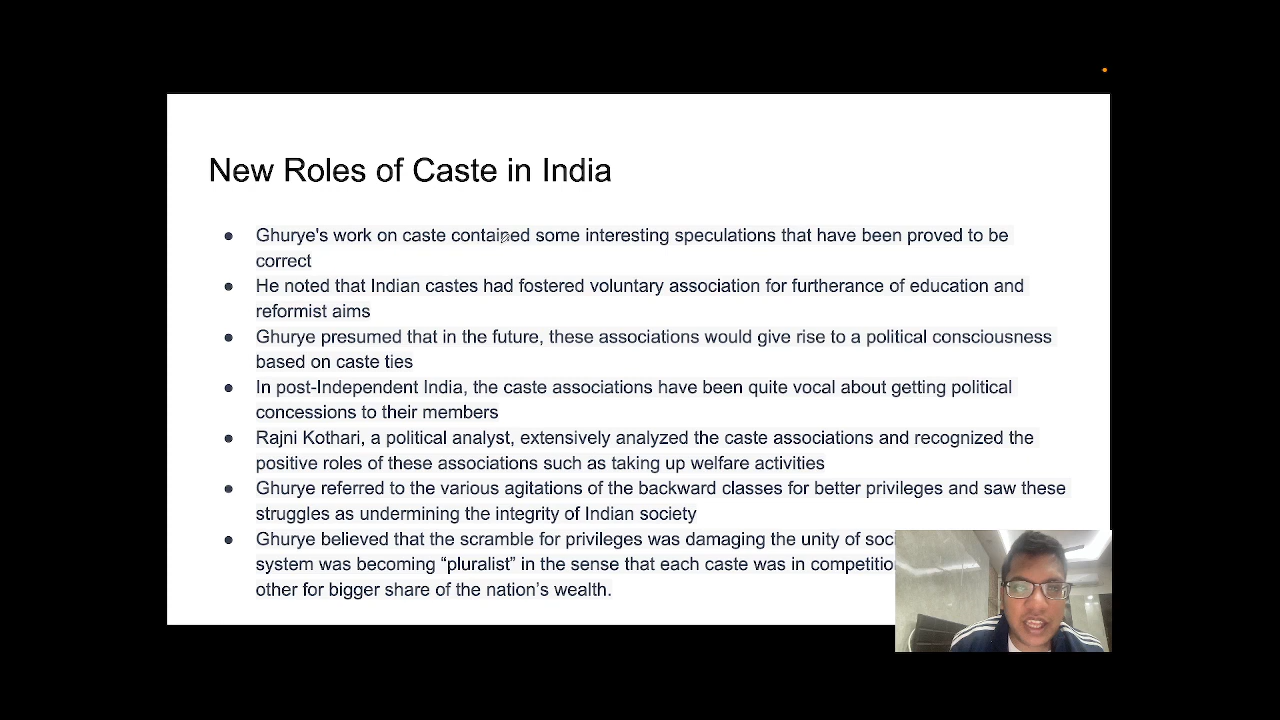 New Roles of Caste in India
● Ghurye's work on caste contained some interesting speculations that have been proved to be
correct
● He noted that Indian castes had fostered voluntary association for furtherance of education and
reformist aims
● Ghurye presumed that in the future, these associations would give rise to a political consciousness
based on caste ties
● In post-Independent India, the caste associations have been quite vocal about getting political
concessions to their members
● Rajni Kothari, a political analyst, extensively analyzed the caste associations and recognized the
positive roles of these associations such as taking up welfare activities
● Ghurye referred to the various agitations of the backward classes for better privileges and saw these
struggles as undermining the integrity of Indian society
● Ghurye believed that the scramble for privileges was damaging the unity of
system was becoming “pluralist” in the sense that each caste was in
other for bigger share of the nation’s wealth.